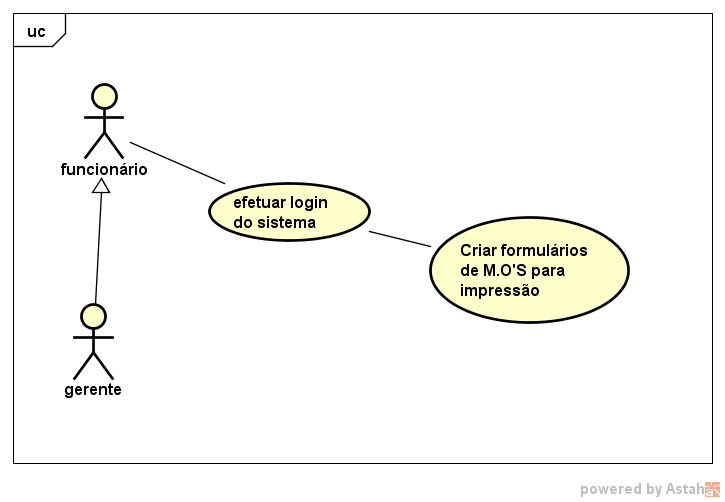 uc
funcionário
efetuar login
do sistema
Criar formulários
de M.O'S para
impressão
gerente
powered by Astah